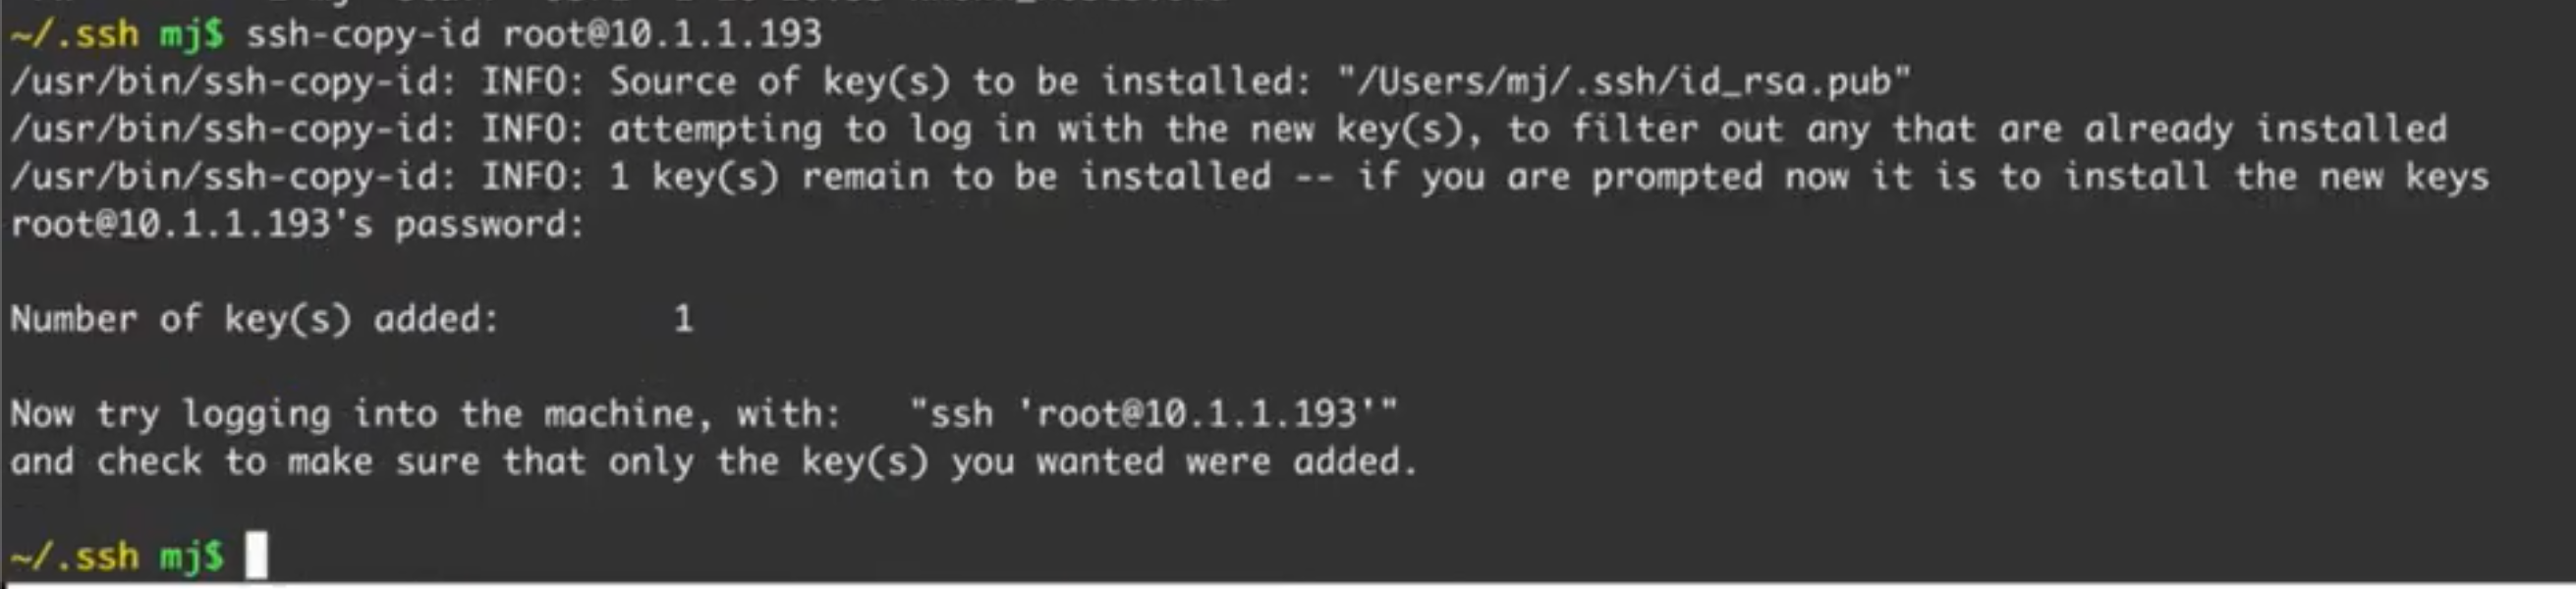 ~/.ssh mj$ ssh-copy-id root@10.1.1.193
/usr/bin/ssh-copy-id: INFO: Source of key(s) to be installed: "/Users/mj/.ssh/id_rsa.pub"
/usr/bin/ssh-copy-id: INFO: attempting to log in with the new key(s), to filter out any that are already installed
/usr/bin/ssh-copy-id: INFO: 1 key(s) remain to be installed -- if you are prompted now it is to install the new keys
root@10.1.1.193's password:
Number of key(s) added:        1
Now try logging into the machine, with:   "ssh 'root@10.1.1.193'"
and check to make sure that only the key(s) you wanted were added.
~/.ssh mj$